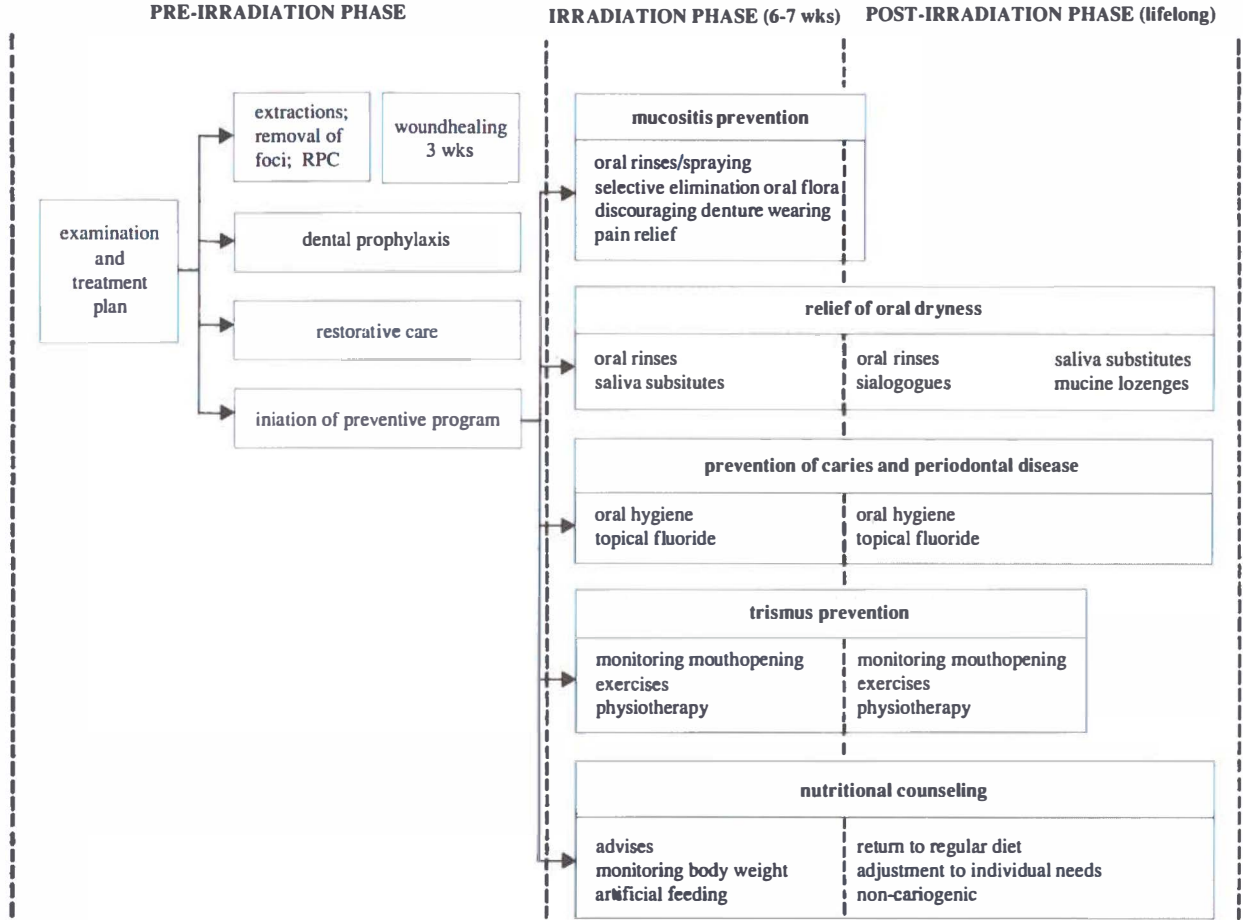 PRE-IRRADIATION PHASE
IRRADIATION PHASE (6-7 wks)
POST-IRRADIATION PHASE (lifelong)
examination
and
treatment
plan
extractions;
removal of
foci; RPC
woundhealing
3 wks
dental prophylaxis
restorative care
iniation of preventive program
mucositis prevention
oral rinses/spraying
selective elimination oral flora
discouraging denture wearing
pain relief
relief of oral dryness
oral rinses
saliva subsitutes
oral rinses
sialogogues
saliva substitutes
mucine lozenges
prevention of caries and periodontal disease
oral hygiene
topical fluoride
oral hygiene
topical fluoride
trismus prevention
monitoring mouthopening
exercises
physiotherapy
monitoring mouthopening
exercises
physiotherapy
nutritional counseling
advises
monitoring body weight
artificial feeding
return to regular diet
adjustment to individual needs
non-cariogenic